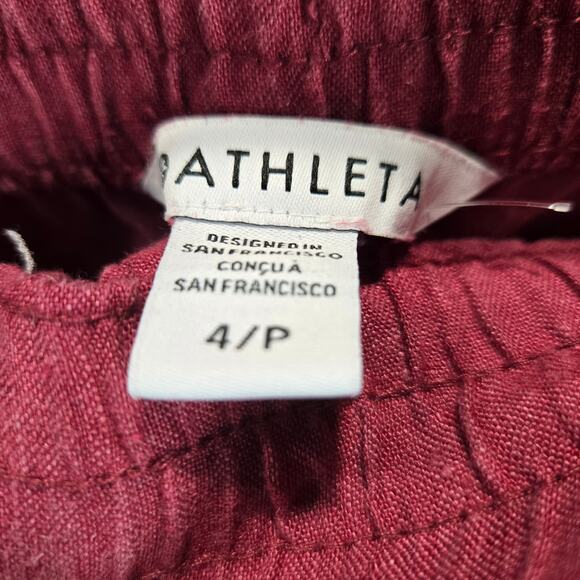 ATHLETA
DESIGNED IN
SAN FRANCISCO
CONÇU À
SAN FRANCISCO
4/P